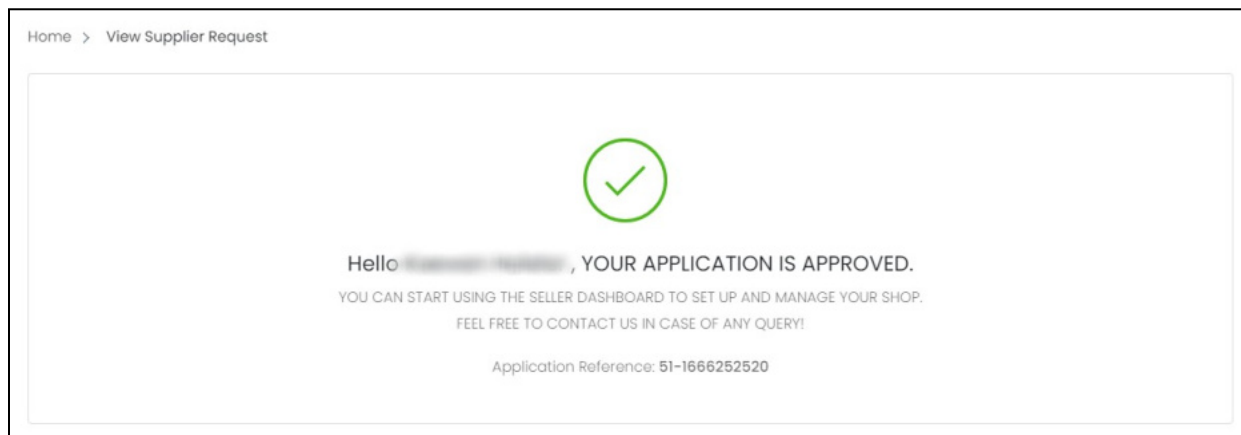 Home > View Supplier Request
Hello , YOUR APPLICATION IS APPROVED.
YOU CAN START USING THE SELLER DASHBOARD TO SET UP AND MANAGE YOUR SHOP.
FEEL FREE TO CONTACT US IN CASE OF ANY QUERY!
Application Reference: 51-1666252520